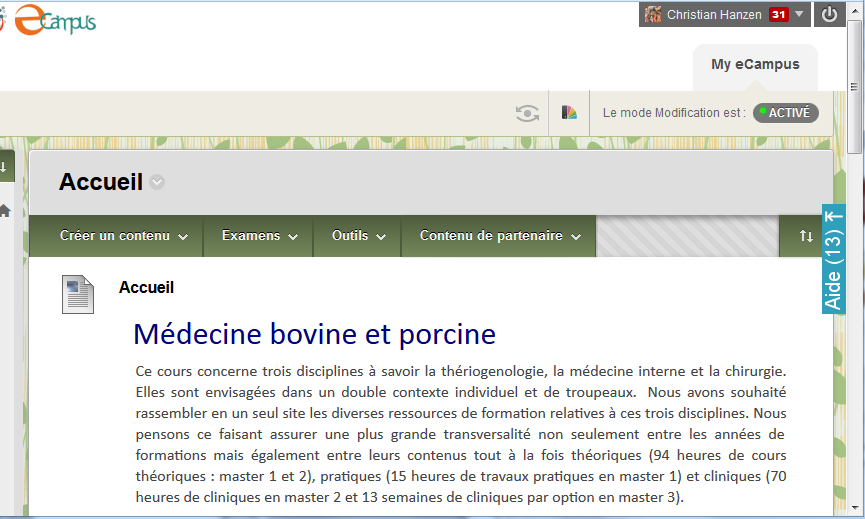 eCampus
Christian Hanzen 31
My eCampus
Le mode Modification est : ACTIVÉ
Accueil
Créer un contenu Examens Outils Contenu de partenaire
Aide (13)
Accueil
Médecine bovine et porcine
Ce cours concerne trois disciplines à savoir la thériogenologie, la médecine interne et la chirurgie.
Elles sont envisagées dans un double contexte individuel et de troupeaux. Nous avons souhaité
rassembler en un seul site les diverses ressources de formation relatives à ces trois disciplines. Nous
pensons ce faisant assurer une plus grande transversalité non seulement entre les années de
formations mais également entre leurs contenus tout à la fois théoriques (94 heures de cours
théoriques : master 1 et 2), pratiques (15 heures de travaux pratiques en master 1) et cliniques (70
heures de cliniques en master 2 et 13 semaines de cliniques par option en master 3).